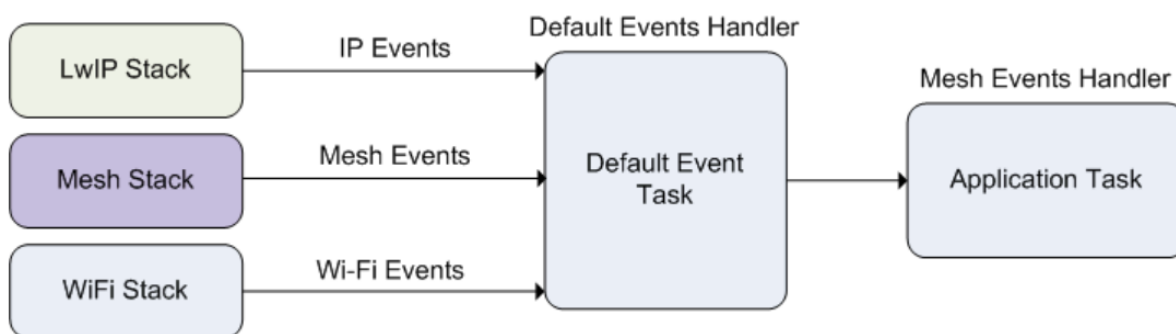 Default Events Handler
LwIP Stack
IP Events
Mesh Events Handler
Mesh Stack
Mesh Events
Default Event
Task
Application Task
WiFi Stack
Wi-Fi Events